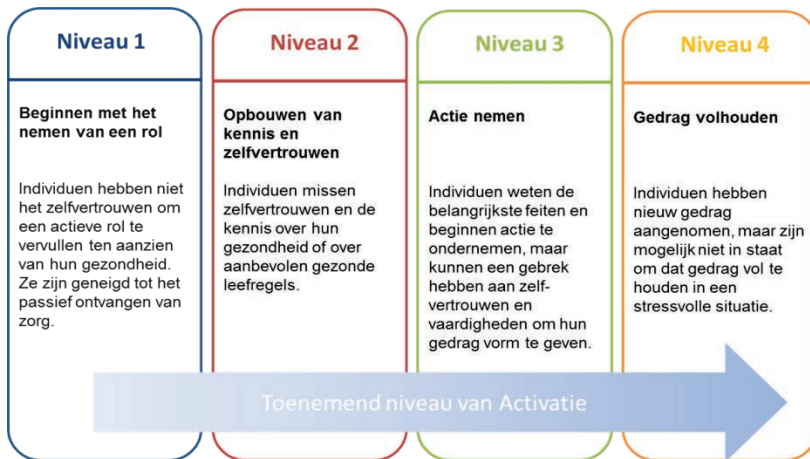 Niveau 1
Beginnen met het
nemen van een rol
Individuen hebben niet
het zelfvertrouwen om
een actieve rol te
vervullen ten aanzien
van hun gezondheid.
Ze zijn geneigd tot het
passief ontvangen van
zorg.
Niveau 2
Opbouwen van
kennis en
zelfvertrouwen
Individuen missen
zelfvertrouwen en de
kennis over hun
gezondheid of over
aanbevolen gezonde
leefregels.
Niveau 3
Actie nemen
Individuen weten de
belangrijkste feiten en
beginnen actie te
ondernemen, maar
kunnen een gebrek
hebben aan zelf-
vertrouwen en
vaardigheden om hun
gedrag vorm te geven.
Niveau 4
Gedrag volhouden
Individuen hebben
nieuw gedrag
aangenomen, maar zijn
mogelijk niet in staat
om dat gedrag vol te
houden in een
stressvolle situatie.
Toenemend niveau van Activatie